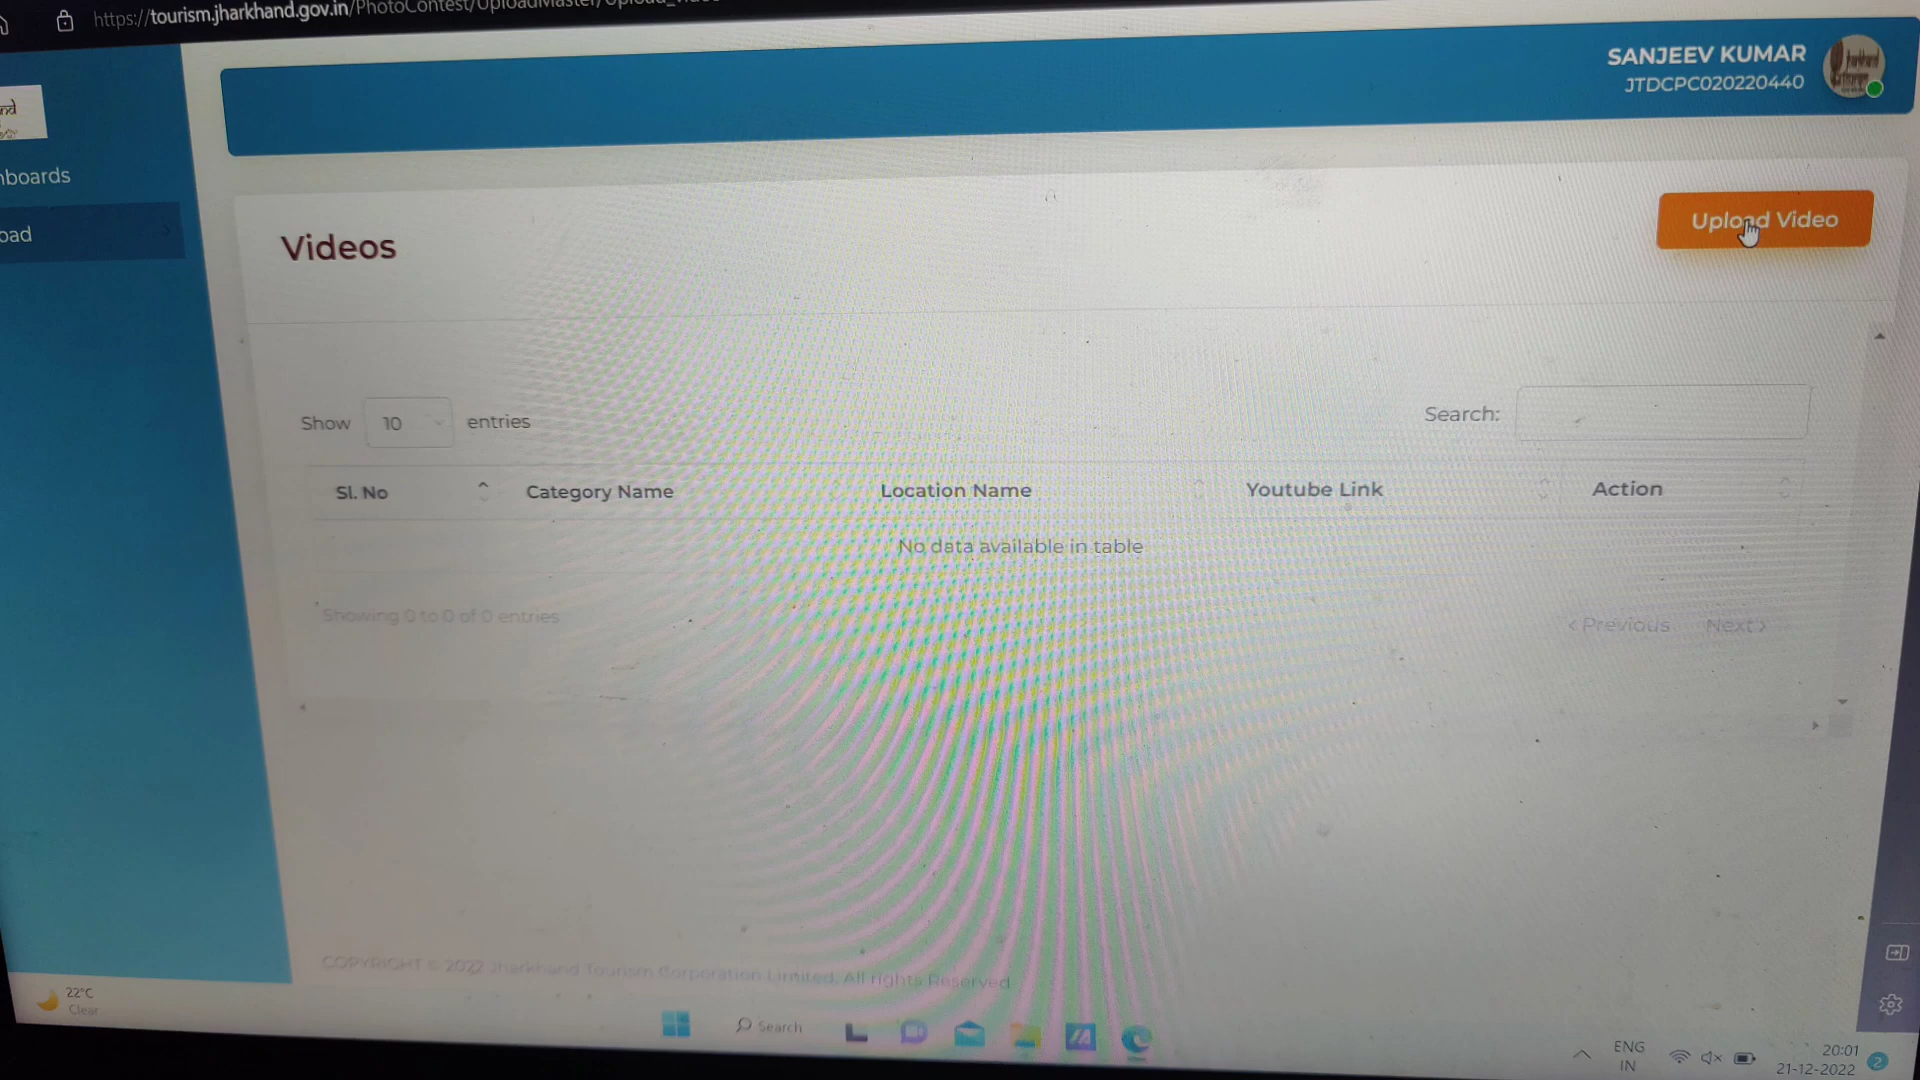 https://tourism.jharkhand.gov.in/PhotoContest/UploadMaster/
SANJEEV KUMAR
JTDCPC020220440
Upload Video
Videos
Show 10 entries
Search:
Sl. No Category Name Location Name Youtube Link Action
No data available in table
Showing 0 to 0 of 0 entries
‹ Previous Next ›
COPYRIGHT © 2022 Jharkhand Tourism Corporation Limited, All rights Reserved
22°C
Clear
Search
ENG
IN
20:01
21-12-2022
2